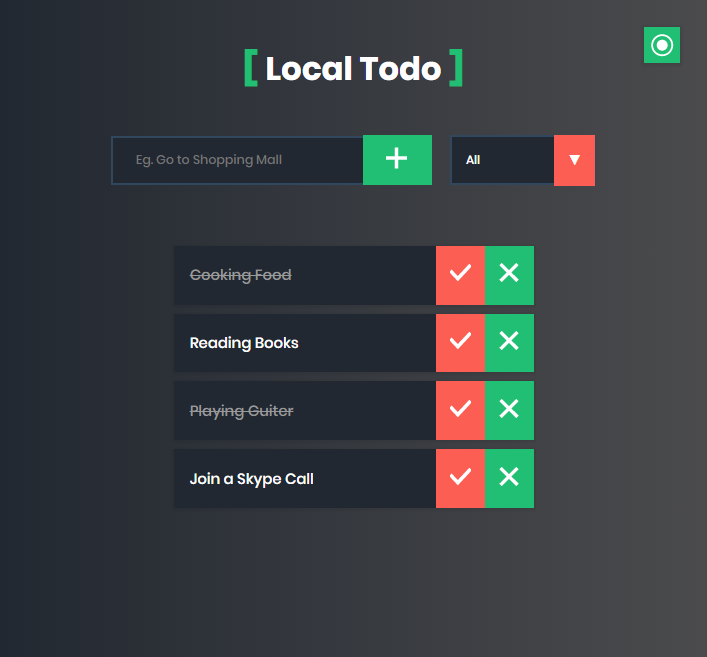 [ Local Todo ]
Eg. Go to Shopping Mall
All
Cooking Food
Reading Books
Playing Guiter
Join a Skype Call